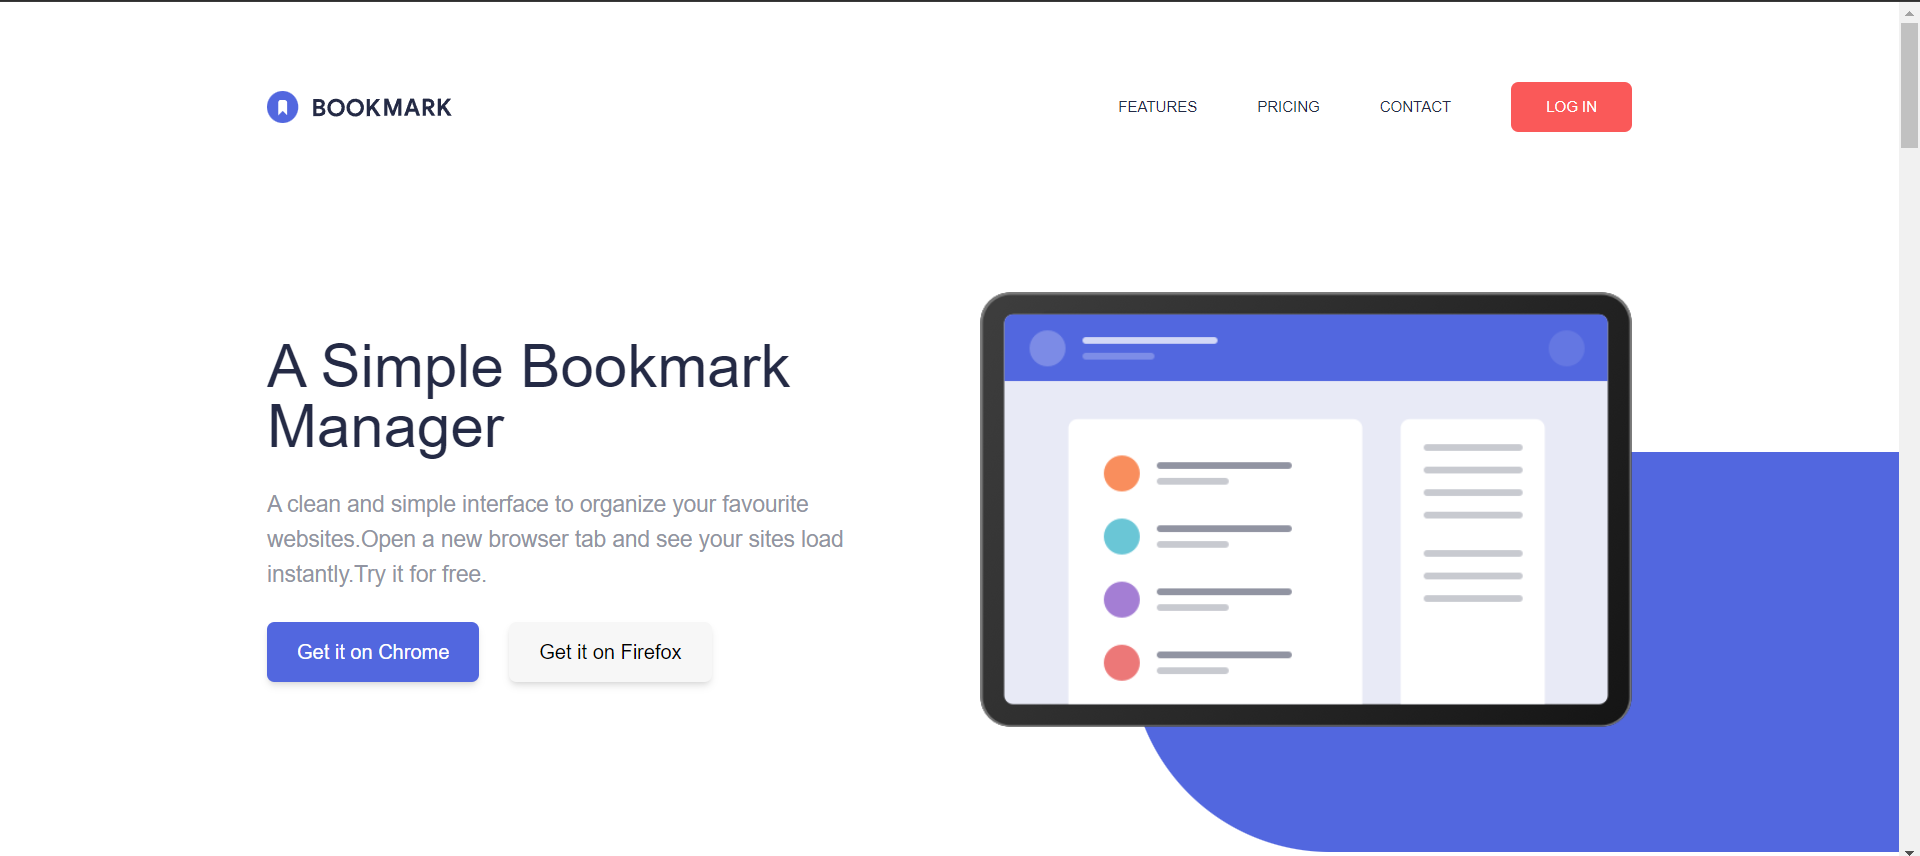 BOOKMARK
FEATURES PRICING CONTACT LOG IN
A Simple Bookmark
Manager
A clean and simple interface to organize your favourite
websites.Open a new browser tab and see your sites load
instantly.Try it for free.
Get it on Chrome Get it on Firefox